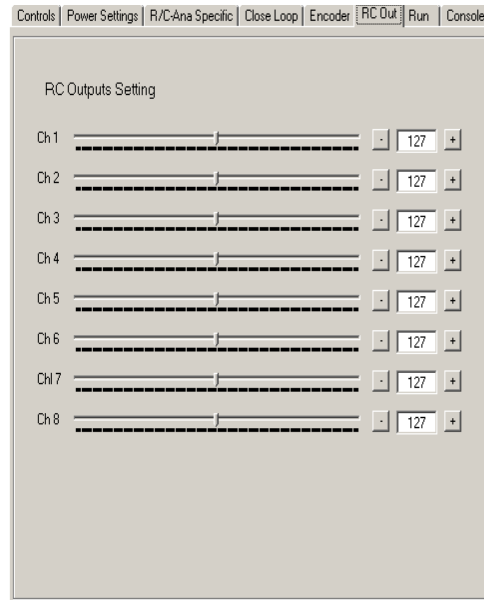 Controls Power Settings R/C-Ana Specific Close Loop Encoder RC Out Run Console
RC Outputs Setting
Ch 1 - 127 +
Ch 2 - 127 +
Ch 3 - 127 +
Ch 4 - 127 +
Ch 5 - 127 +
Ch 6 - 127 +
Chl 7 - 127 +
Ch 8 - 127 +